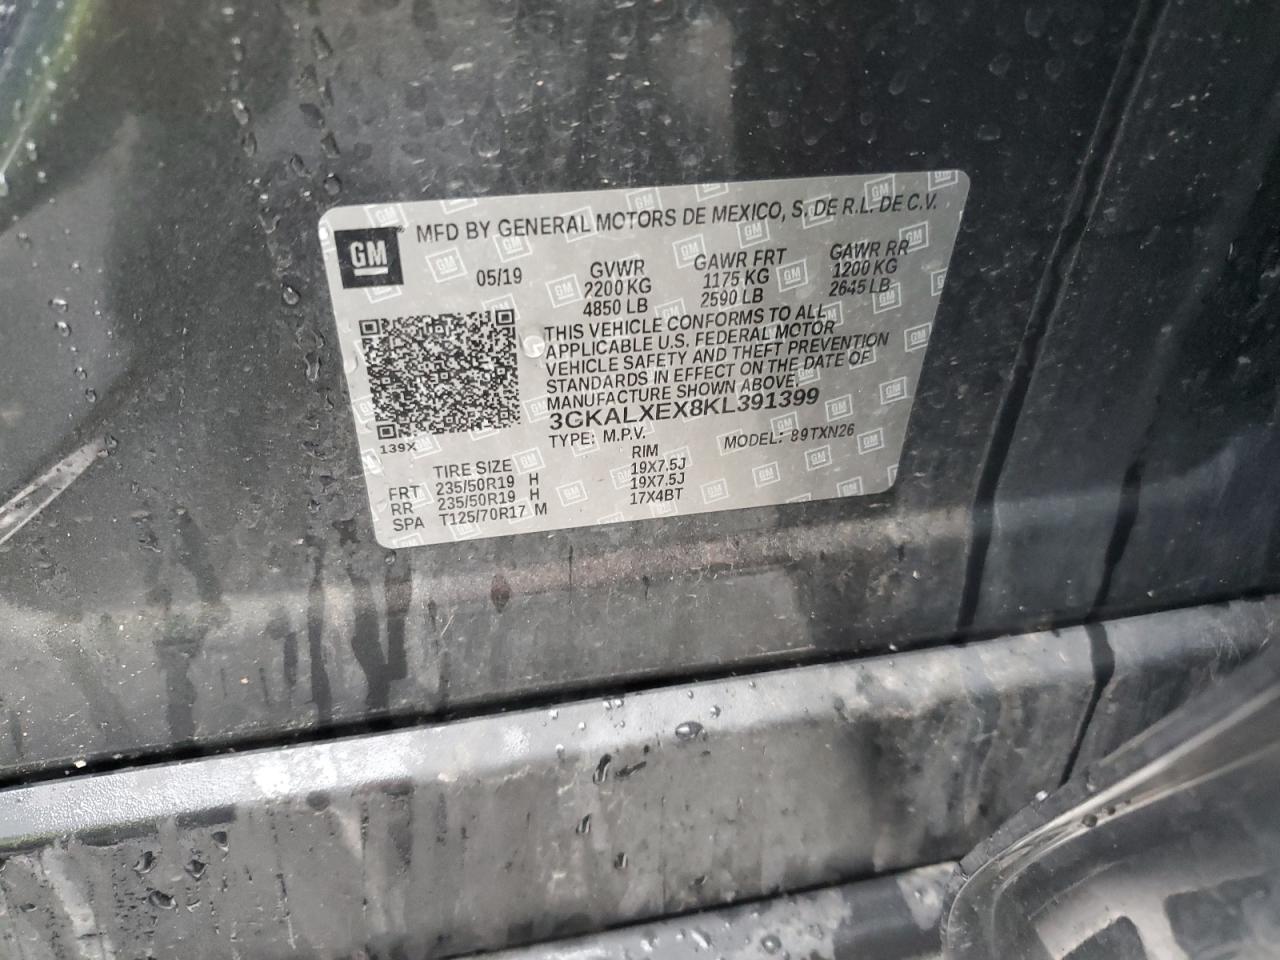 MFD BY GENERAL MOTORS DE MEXICO, S. DE R.L. DE C.V.
GM
05/19
GVWR
2200 KG
4850 LB
GAWR FRT
1175 KG
2590 LB
GAWR RR
1200 KG
2645 LB
THIS VEHICLE CONFORMS TO ALL
APPLICABLE U.S. FEDERAL MOTOR
VEHICLE SAFETY AND THEFT PREVENTION
STANDARDS IN EFFECT ON THE DATE OF
MANUFACTURE SHOWN ABOVE.
3GKALXEX8KL391399
139X
TYPE: M.P.V. MODEL: 89TXN26
TIRE SIZE RIM
FRT 235/50R19 H 19X7.5J
RR 235/50R19 H 19X7.5J
SPA T125/70R17 M 17X4BT